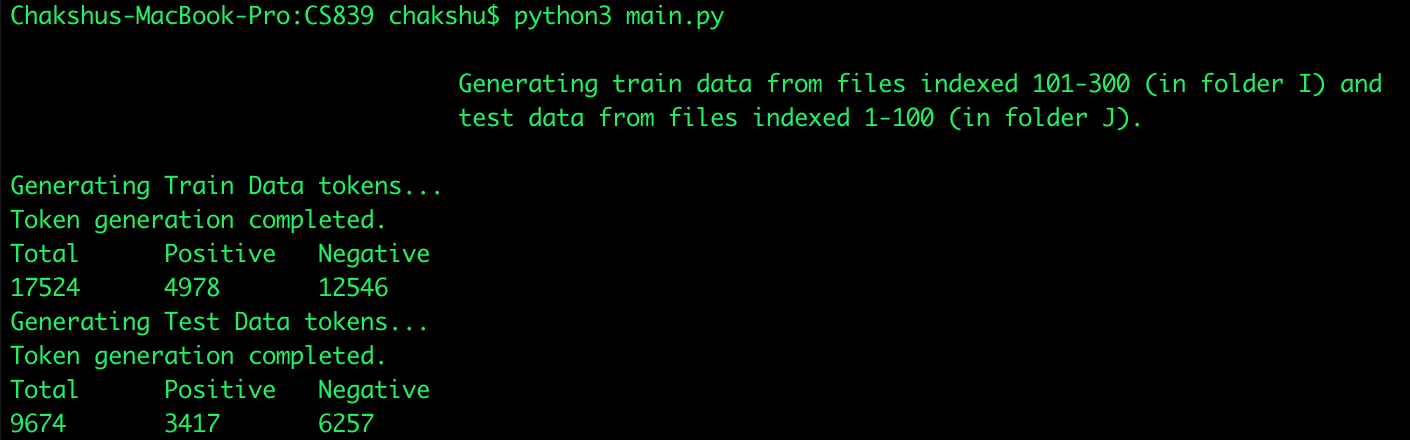 Chakshus-MacBook-Pro:CS839 chakshu$ python3 main.py
Generating train data from files indexed 101-300 (in folder I) and
test data from files indexed 1-100 (in folder J).
Generating Train Data tokens...
Token generation completed.
Total Positive Negative
17524 4978 12546
Generating Test Data tokens...
Token generation completed.
Total Positive Negative
9674 3417 6257